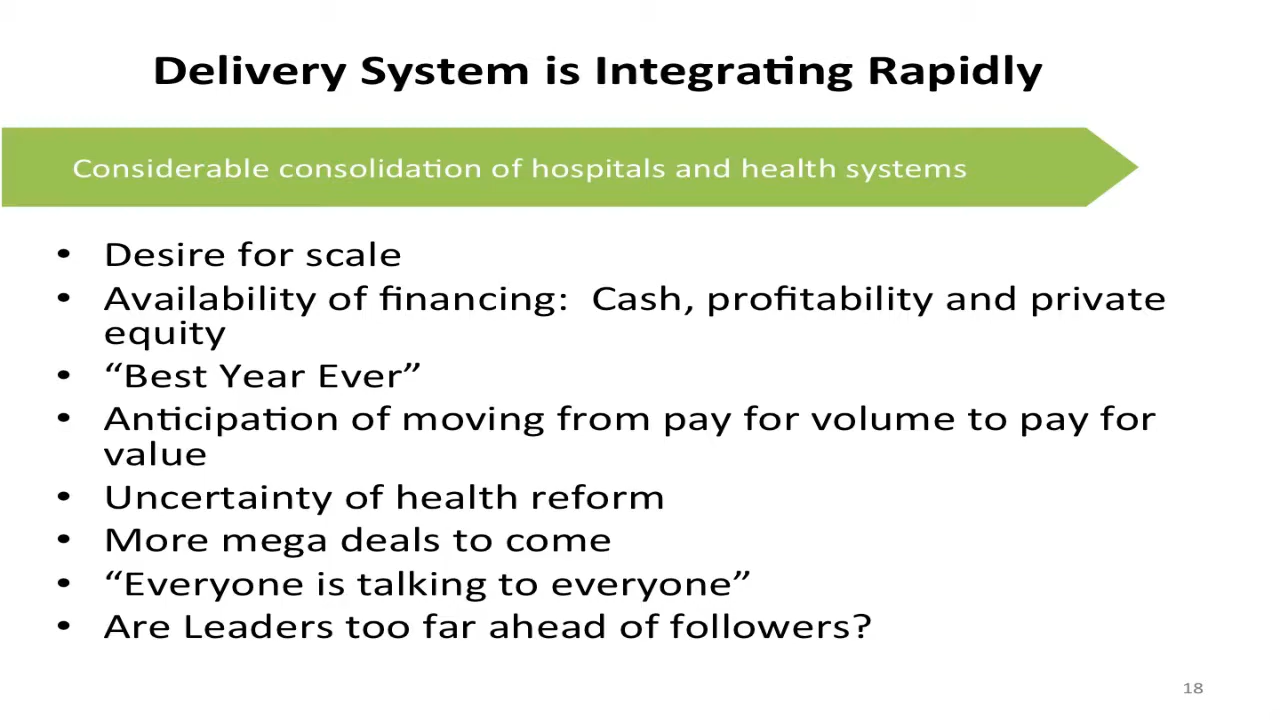 Delivery System is Integrating Rapidly
Considerable consolidation of hospitals and health systems
• Desire for scale
• Availability of financing:  Cash, profitability and private
equity
• “Best Year Ever”
• Anticipation of moving from pay for volume to pay for
value
• Uncertainty of health reform
• More mega deals to come
• “Everyone is talking to everyone”
• Are Leaders too far ahead of followers?
18